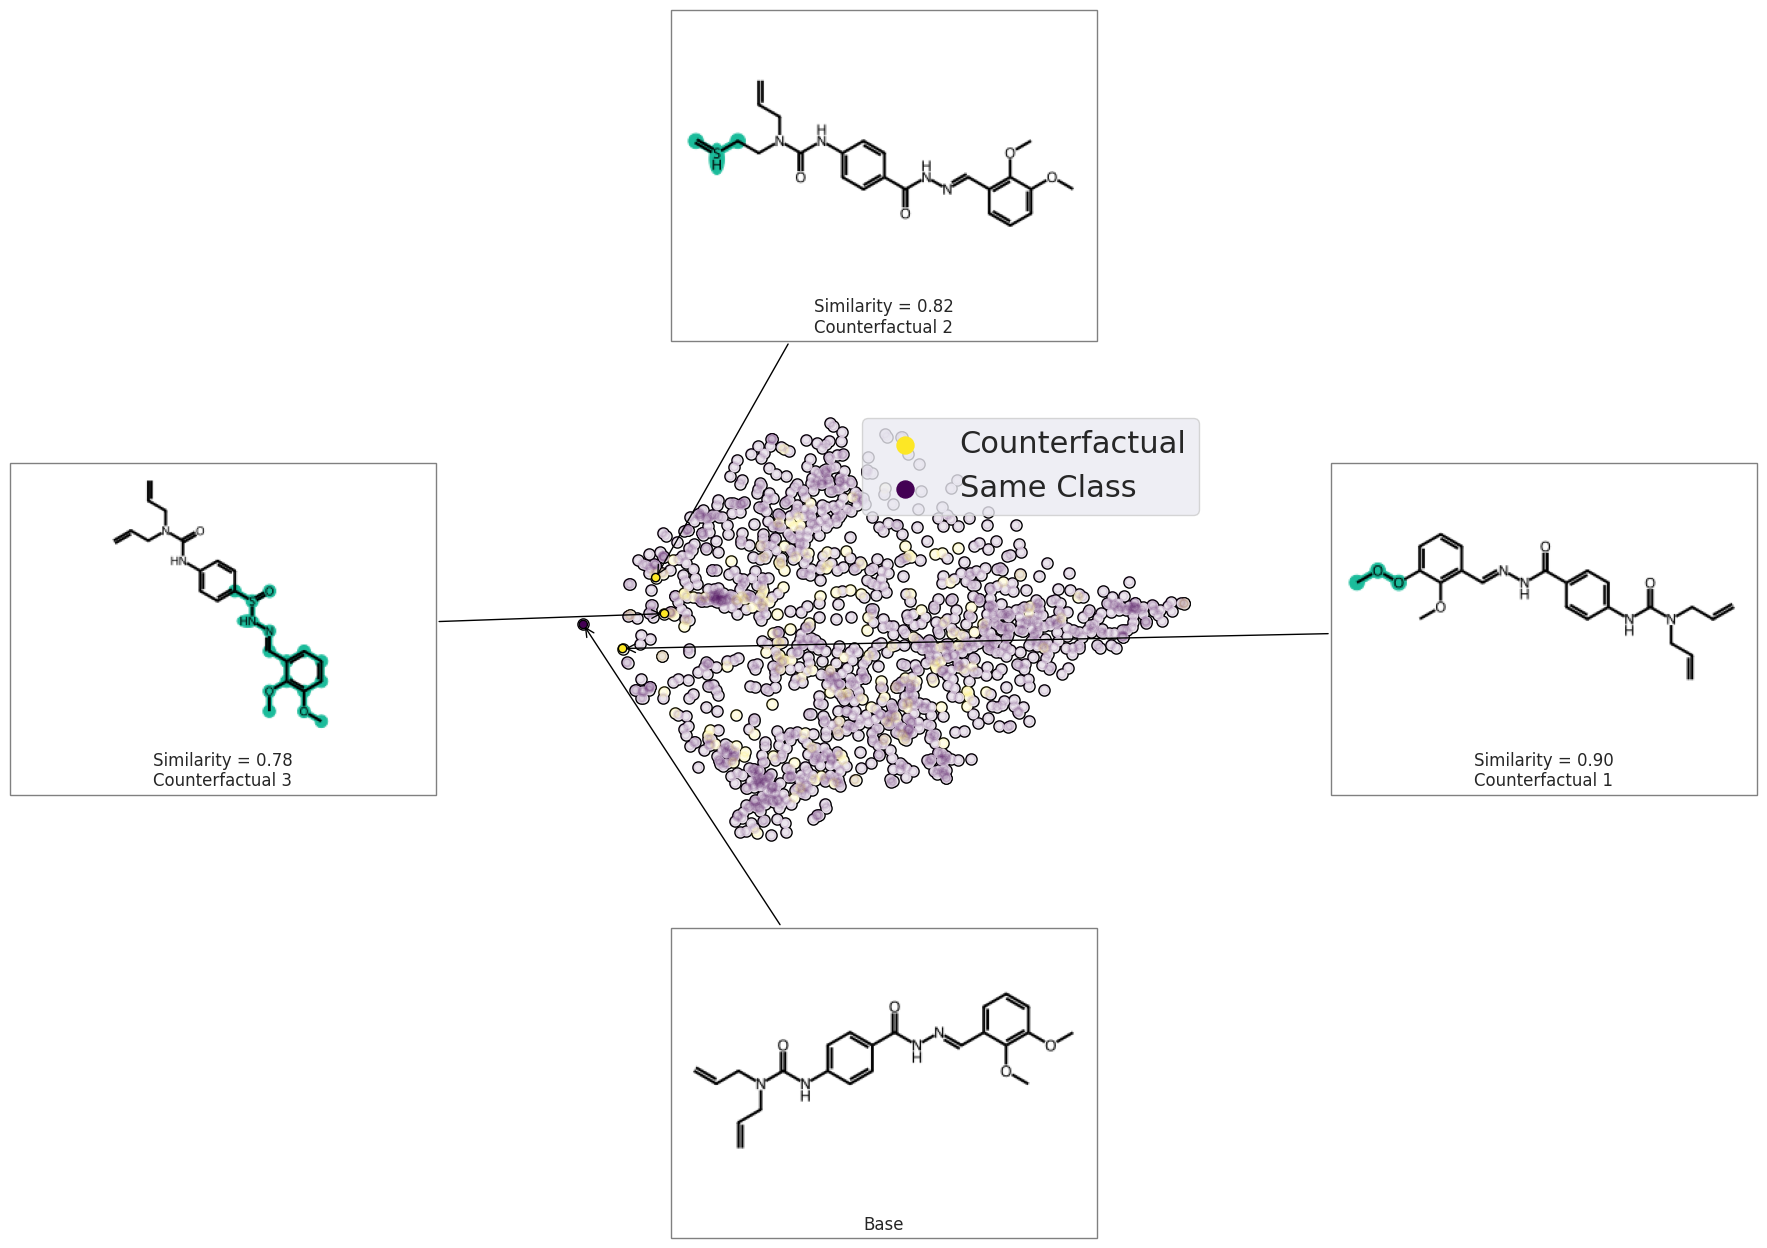 Similarity = 0.82
Counterfactual 2
Counterfactual
Same Class
Similarity = 0.78
Counterfactual 3
Similarity = 0.90
Counterfactual 1
Base